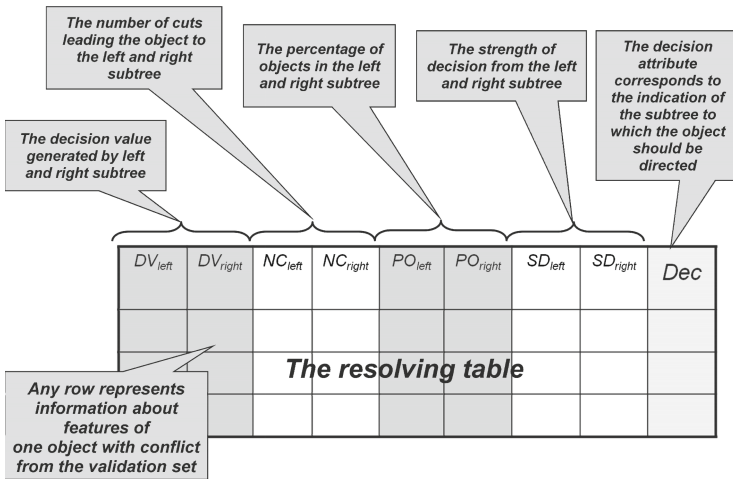 The number of cuts
leading the object to
the left and right
subtree
The percentage of
objects in the left
and right subtree
The strength of
decision from the left
and right subtree
The decision
attribute
corresponds to
the indication of
the subtree to
which the object
should be
directed
The decision value
generated by left
and right subtree
DVleft DVright NCleft NCright POleft POright SDleft SDright Dec
The resolving table
Any row represents
information about
features of
one object with conflict
from the validation set